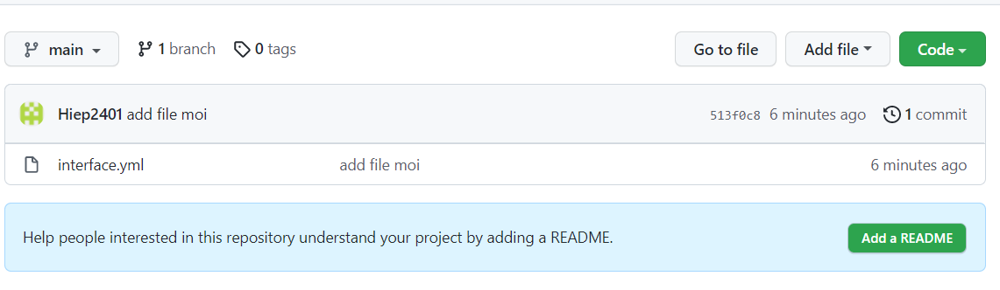 main 1 branch 0 tags Go to file Add file Code
Hiep2401 add file moi 513f0c8 6 minutes ago 1 commit
interface.yml add file moi 6 minutes ago
Help people interested in this repository understand your project by adding a README. Add a README